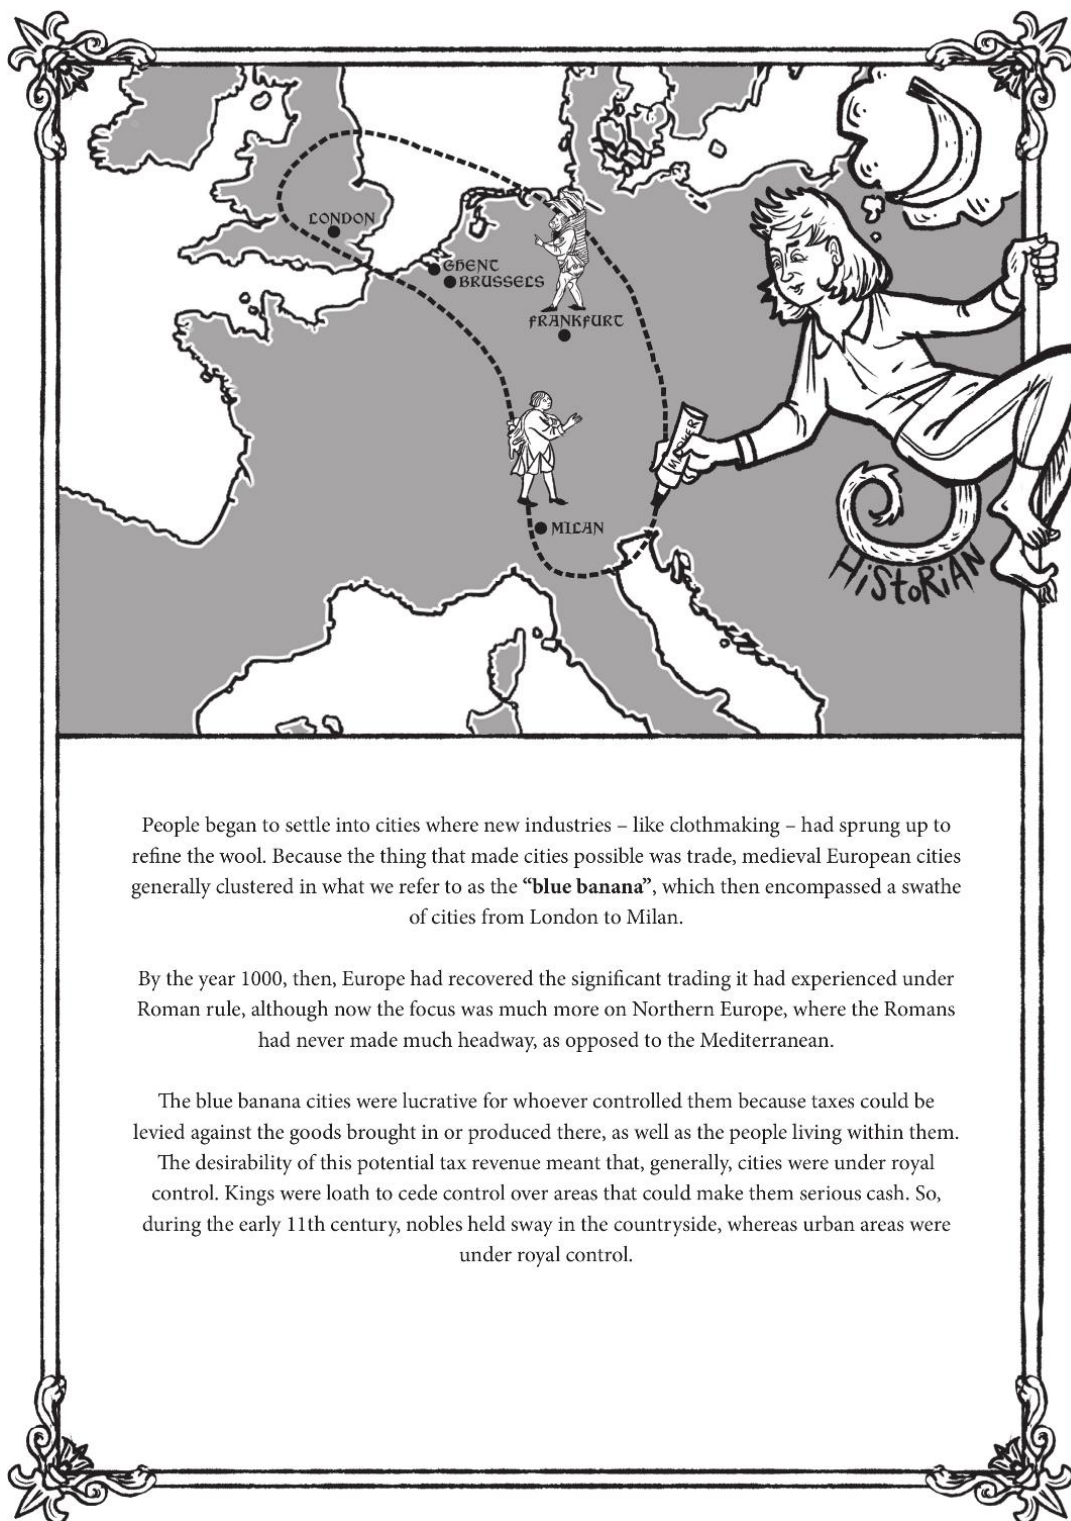 LONDON
GHENT
BRUSSELS
FRANKFURT
MARKER
MILAN
HiStoRiAN
People began to settle into cities where new industries – like clothmaking – had sprung up to
refine the wool. Because the thing that made cities possible was trade, medieval European cities
generally clustered in what we refer to as the “blue banana”, which then encompassed a swathe
of cities from London to Milan.
By the year 1000, then, Europe had recovered the significant trading it had experienced under
Roman rule, although now the focus was much more on Northern Europe, where the Romans
had never made much headway, as opposed to the Mediterranean.
The blue banana cities were lucrative for whoever controlled them because taxes could be
levied against the goods brought in or produced there, as well as the people living within them.
The desirability of this potential tax revenue meant that, generally, cities were under royal
control. Kings were loath to cede control over areas that could make them serious cash. So,
during the early 11th century, nobles held sway in the countryside, whereas urban areas were
under royal control.